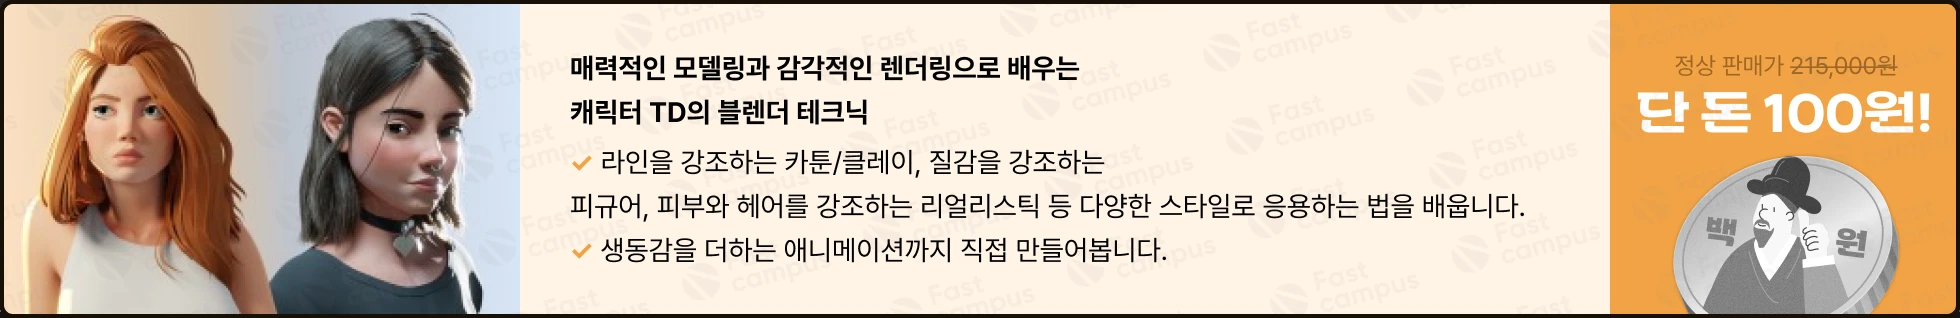 매력적인 모델링과 감각적인 렌더링으로 배우는
캐릭터 TD의 블렌더 테크닉
✓ 라인을 강조하는 카툰/클레이, 질감을 강조하는
피규어, 피부와 헤어를 강조하는 리얼리스틱 등 다양한 스타일로 응용하는 법을 배웁니다.
✓ 생동감을 더하는 애니메이션까지 직접 만들어봅니다.
정상 판매가 215,000원
단 돈 100원!
백 원
Fast campus